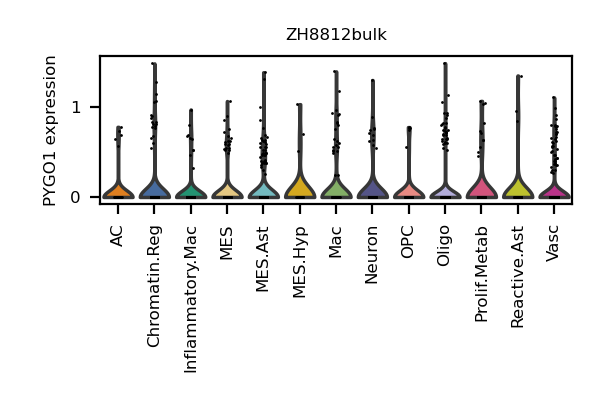 ZH8812bulk
PYGO1 expression
1
0
AC
Chromatin.Reg
Inflammatory.Mac
MES
MES.Ast
MES.Hyp
Mac
Neuron
OPC
Oligo
Prolif.Metab
Reactive.Ast
Vasc